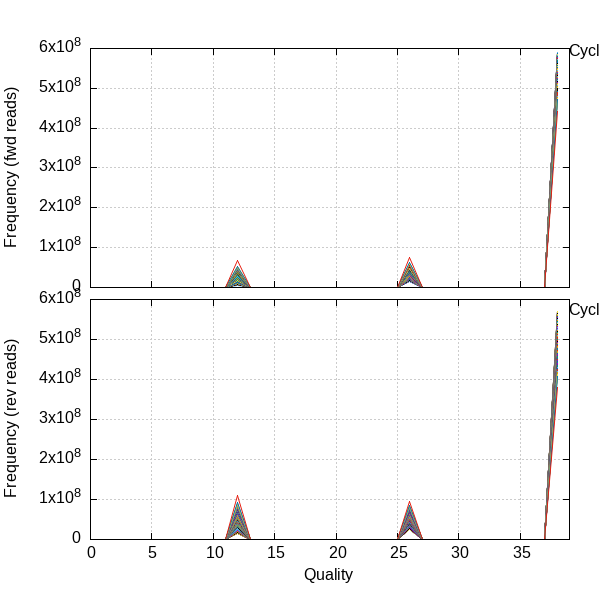 6x10^8 Cycl
5x10^8
4x10^8
3x10^8
2x10^8
1x10^8
0
Frequency (fwd reads)
6x10^8 Cycl
5x10^8
4x10^8
3x10^8
2x10^8
1x10^8
0
Frequency (rev reads)
0 5 10 15 20 25 30 35
Quality